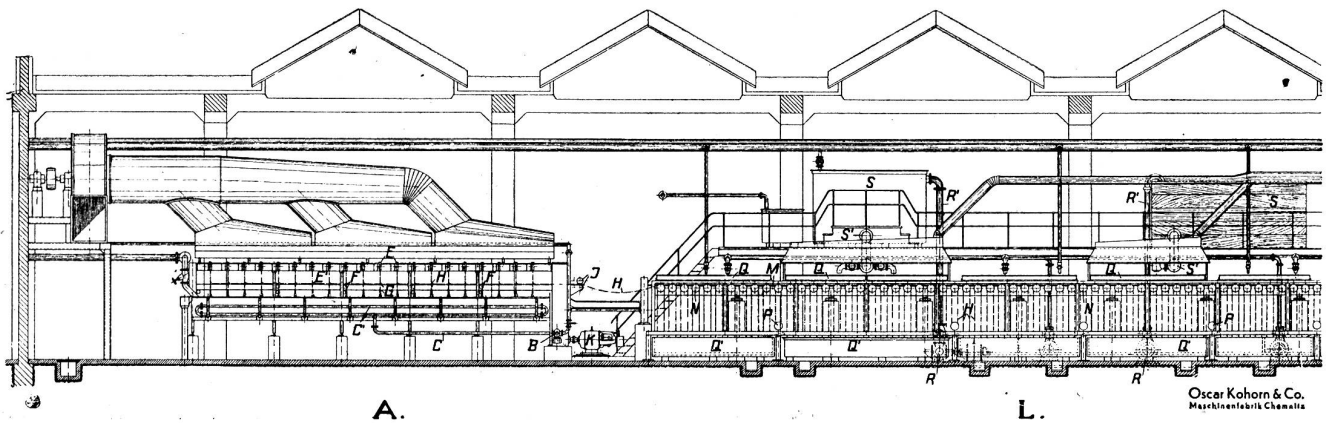 S
R'
R'
S
S'
E
E'
F
H
F
J
H
Q
M
Q
Q
S'
G
N
P
H
N
P
C'
B
C
K
Q'
Q'
Q'
R
R
Oscar Kohorn & Co.
Maschinenfabrik Chemnitz
A.
L.